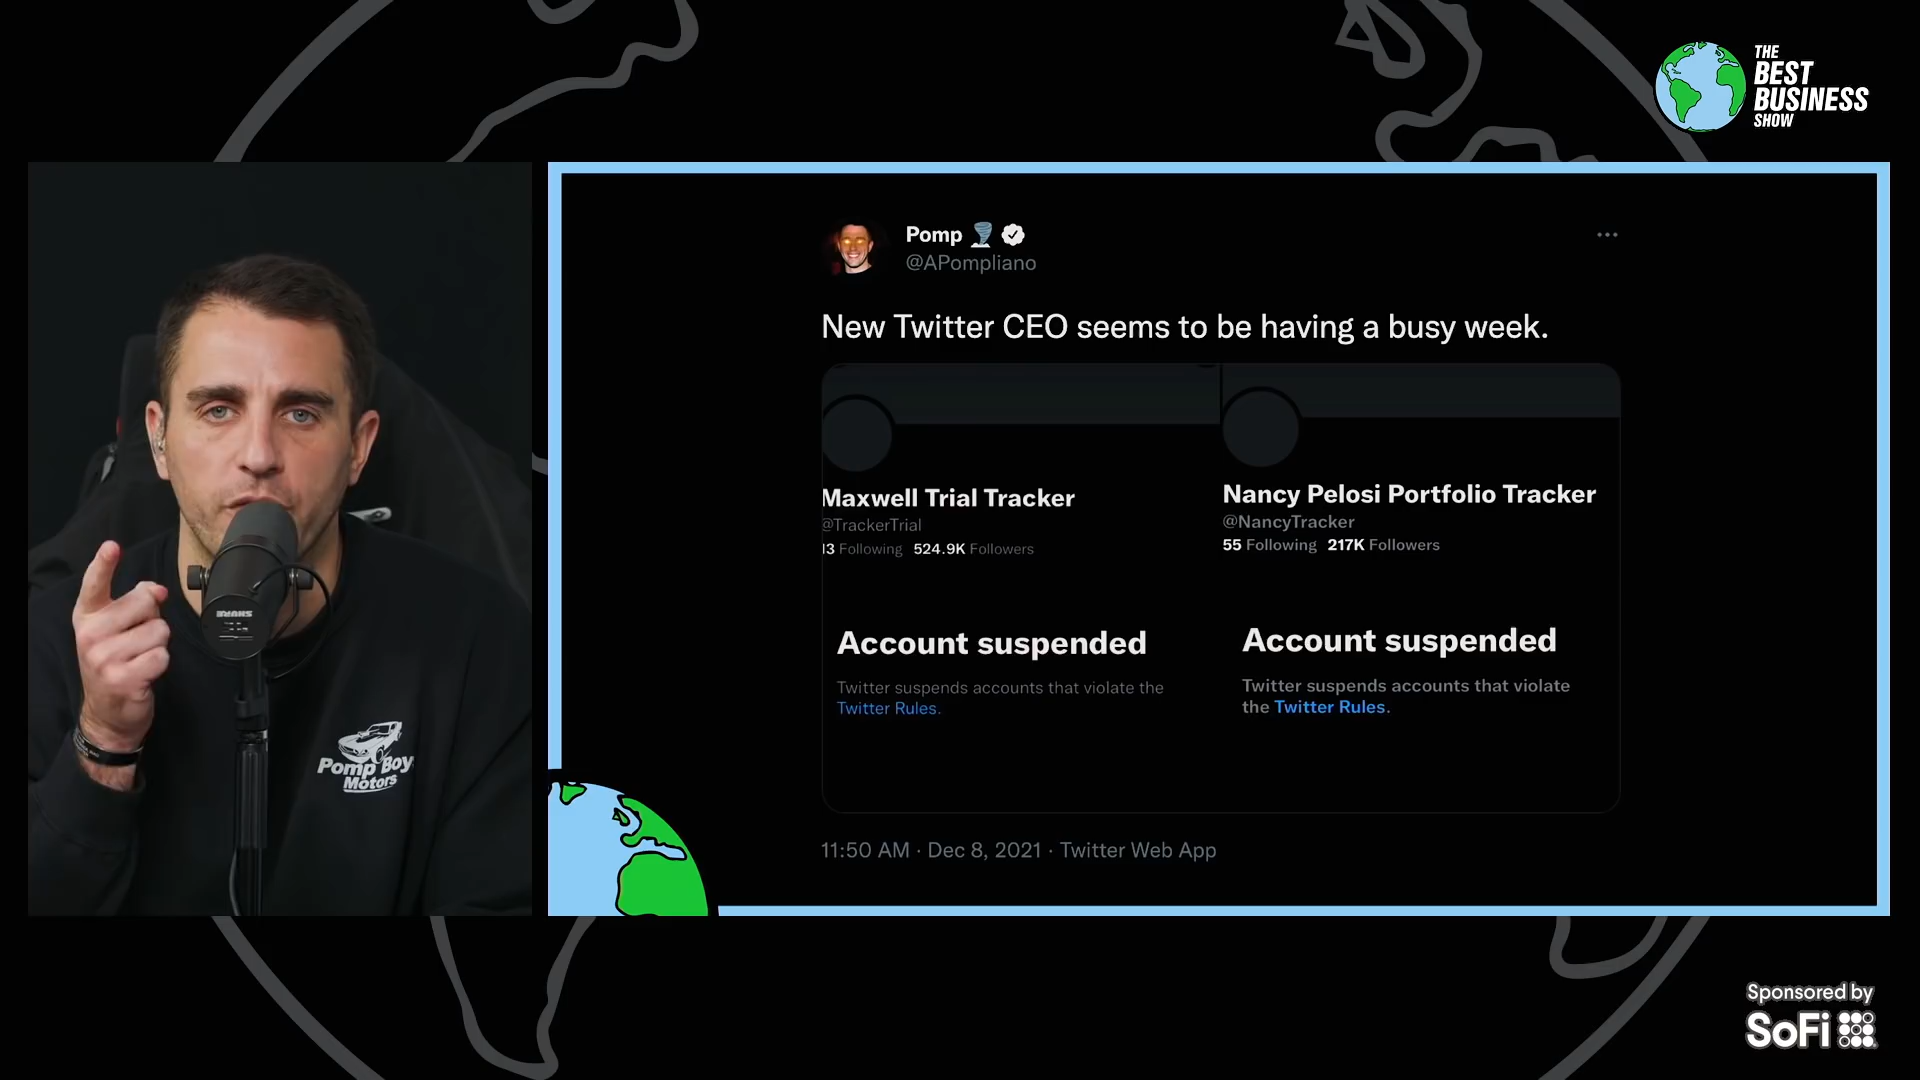 THE
BEST
BUSINESS
SHOW
Pomp
@APompliano
New Twitter CEO seems to be having a busy week.
Maxwell Trial Tracker
@TrackerTrial
13 Following 524.9K Followers
Account suspended
Twitter suspends accounts that violate the
Twitter Rules.
Nancy Pelosi Portfolio Tracker
@NancyTracker
55 Following 217K Followers
Account suspended
Twitter suspends accounts that violate
the Twitter Rules.
11:50 AM · Dec 8, 2021 · Twitter Web App
SHURE
Pomp Boy
Motors
Sponsored by
SoFi